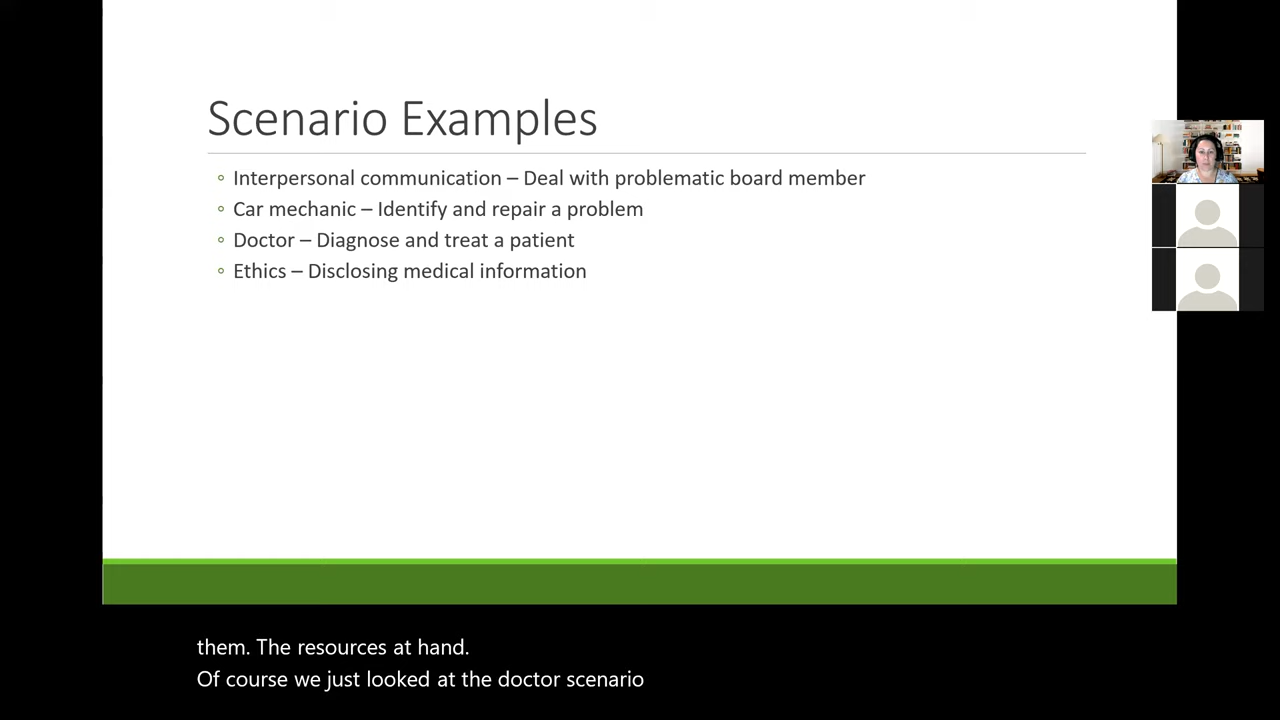 Scenario Examples
◦ Interpersonal communication – Deal with problematic board member
◦ Car mechanic – Identify and repair a problem
◦ Doctor – Diagnose and treat a patient
◦ Ethics – Disclosing medical information
them. The resources at hand.
Of course we just looked at the doctor scenario